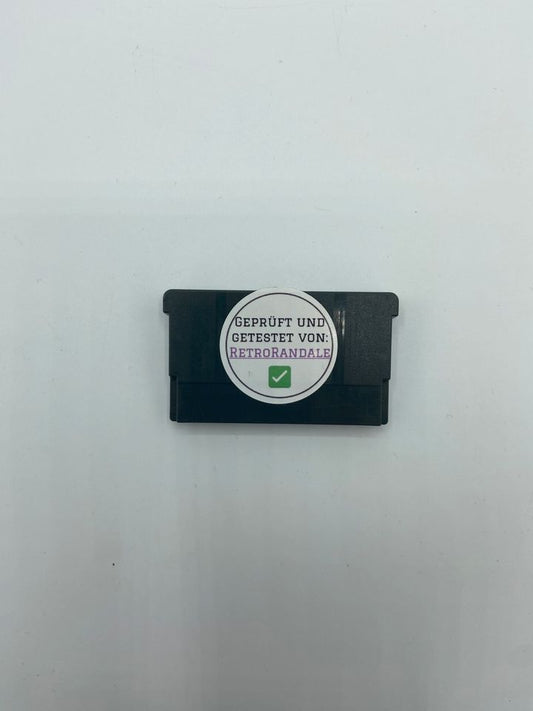 Geprüft und
getestet von:
RetroRandale